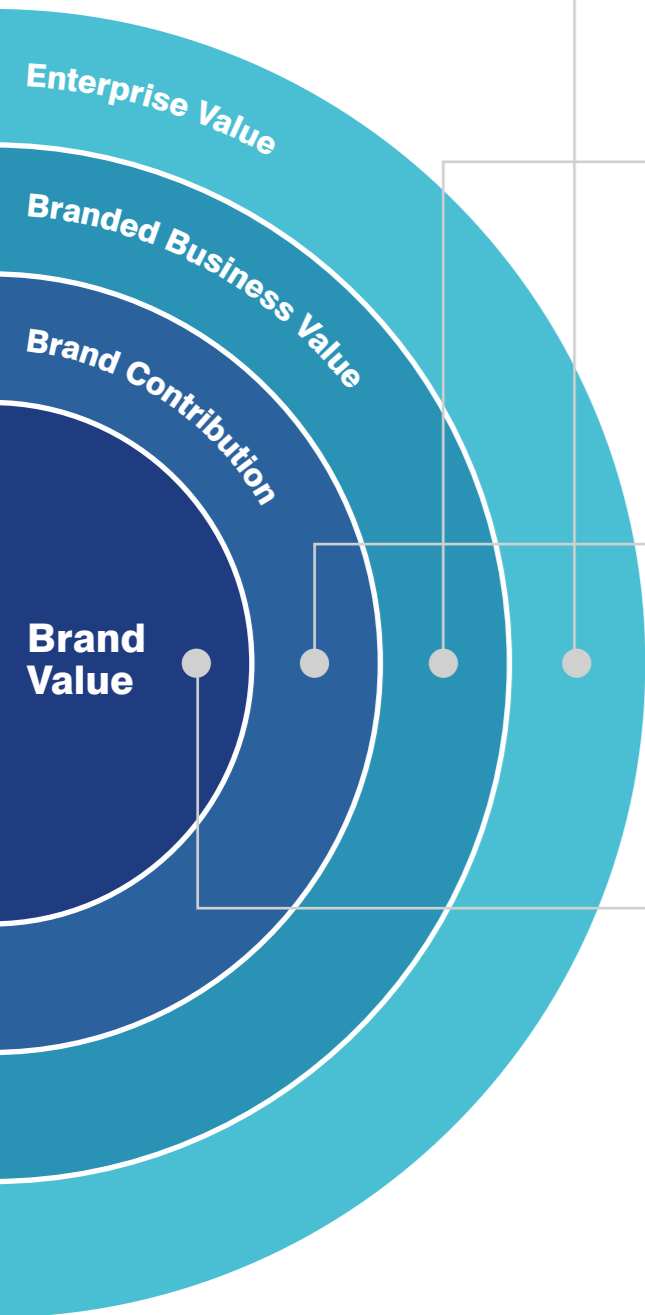 Enterprise Value
Branded Business Value
Brand Contribution
Brand
Value